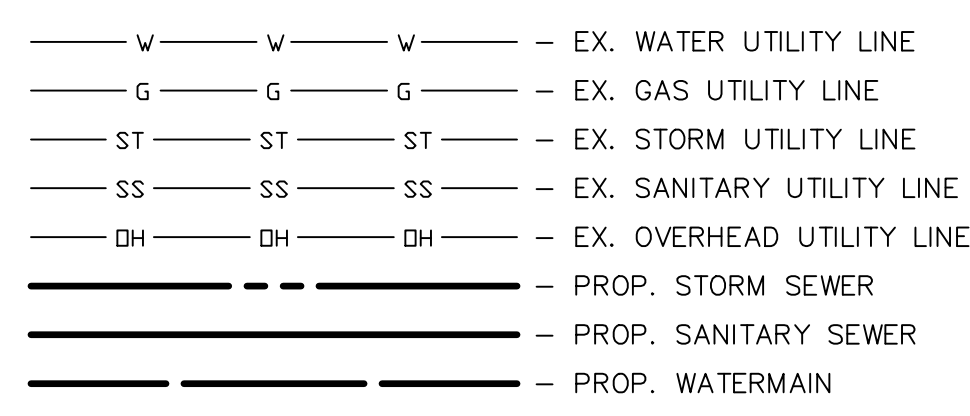 W W W - EX. WATER UTILITY LINE
G G G - EX. GAS UTILITY LINE
ST ST ST - EX. STORM UTILITY LINE
SS SS SS - EX. SANITARY UTILITY LINE
OH OH OH - EX. OVERHEAD UTILITY LINE
- PROP. STORM SEWER
- PROP. SANITARY SEWER
- PROP. WATERMAIN